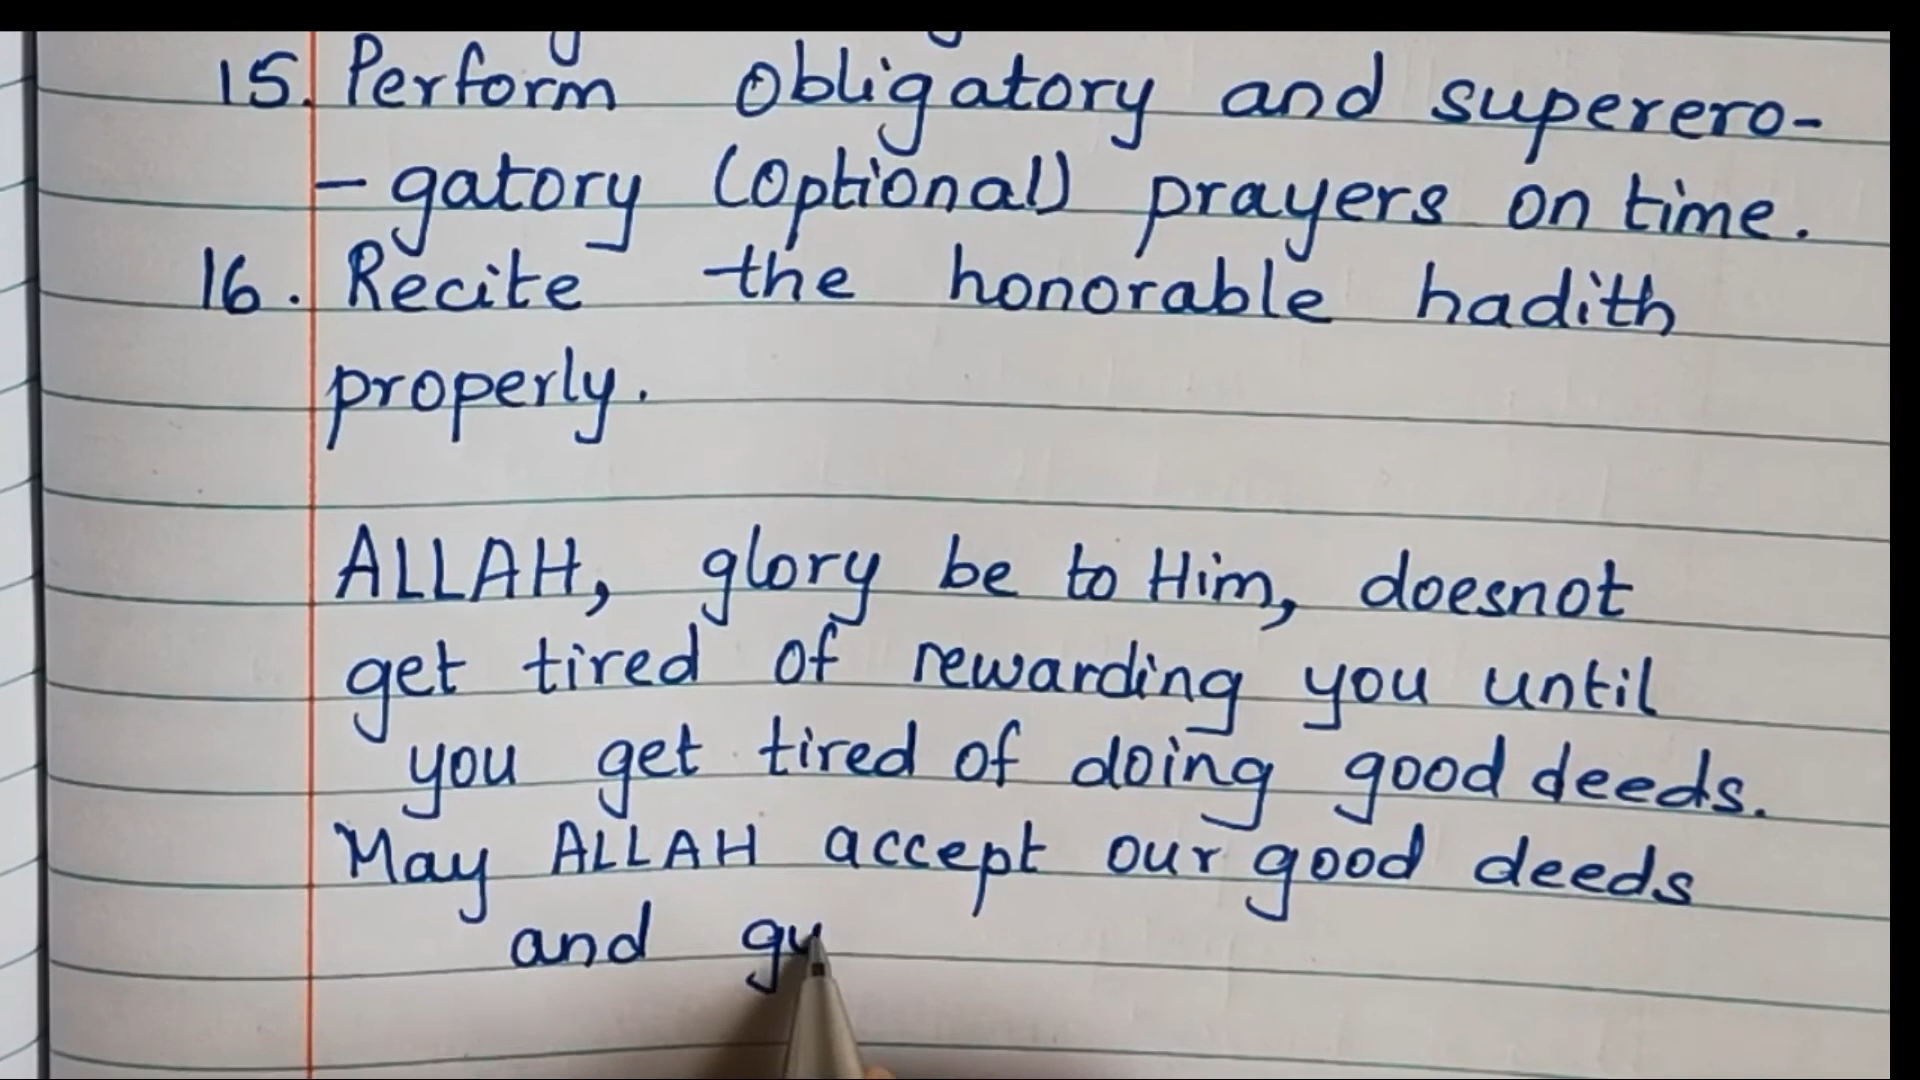 15. Perform obligatory and superero-
- gatory (optional) prayers on time.
16. Recite the honorable hadith
properly.
ALLAH, glory be to Him, doesnot
get tired of rewarding you until
you get tired of doing good deeds.
May ALLAH accept our good deeds
and gu